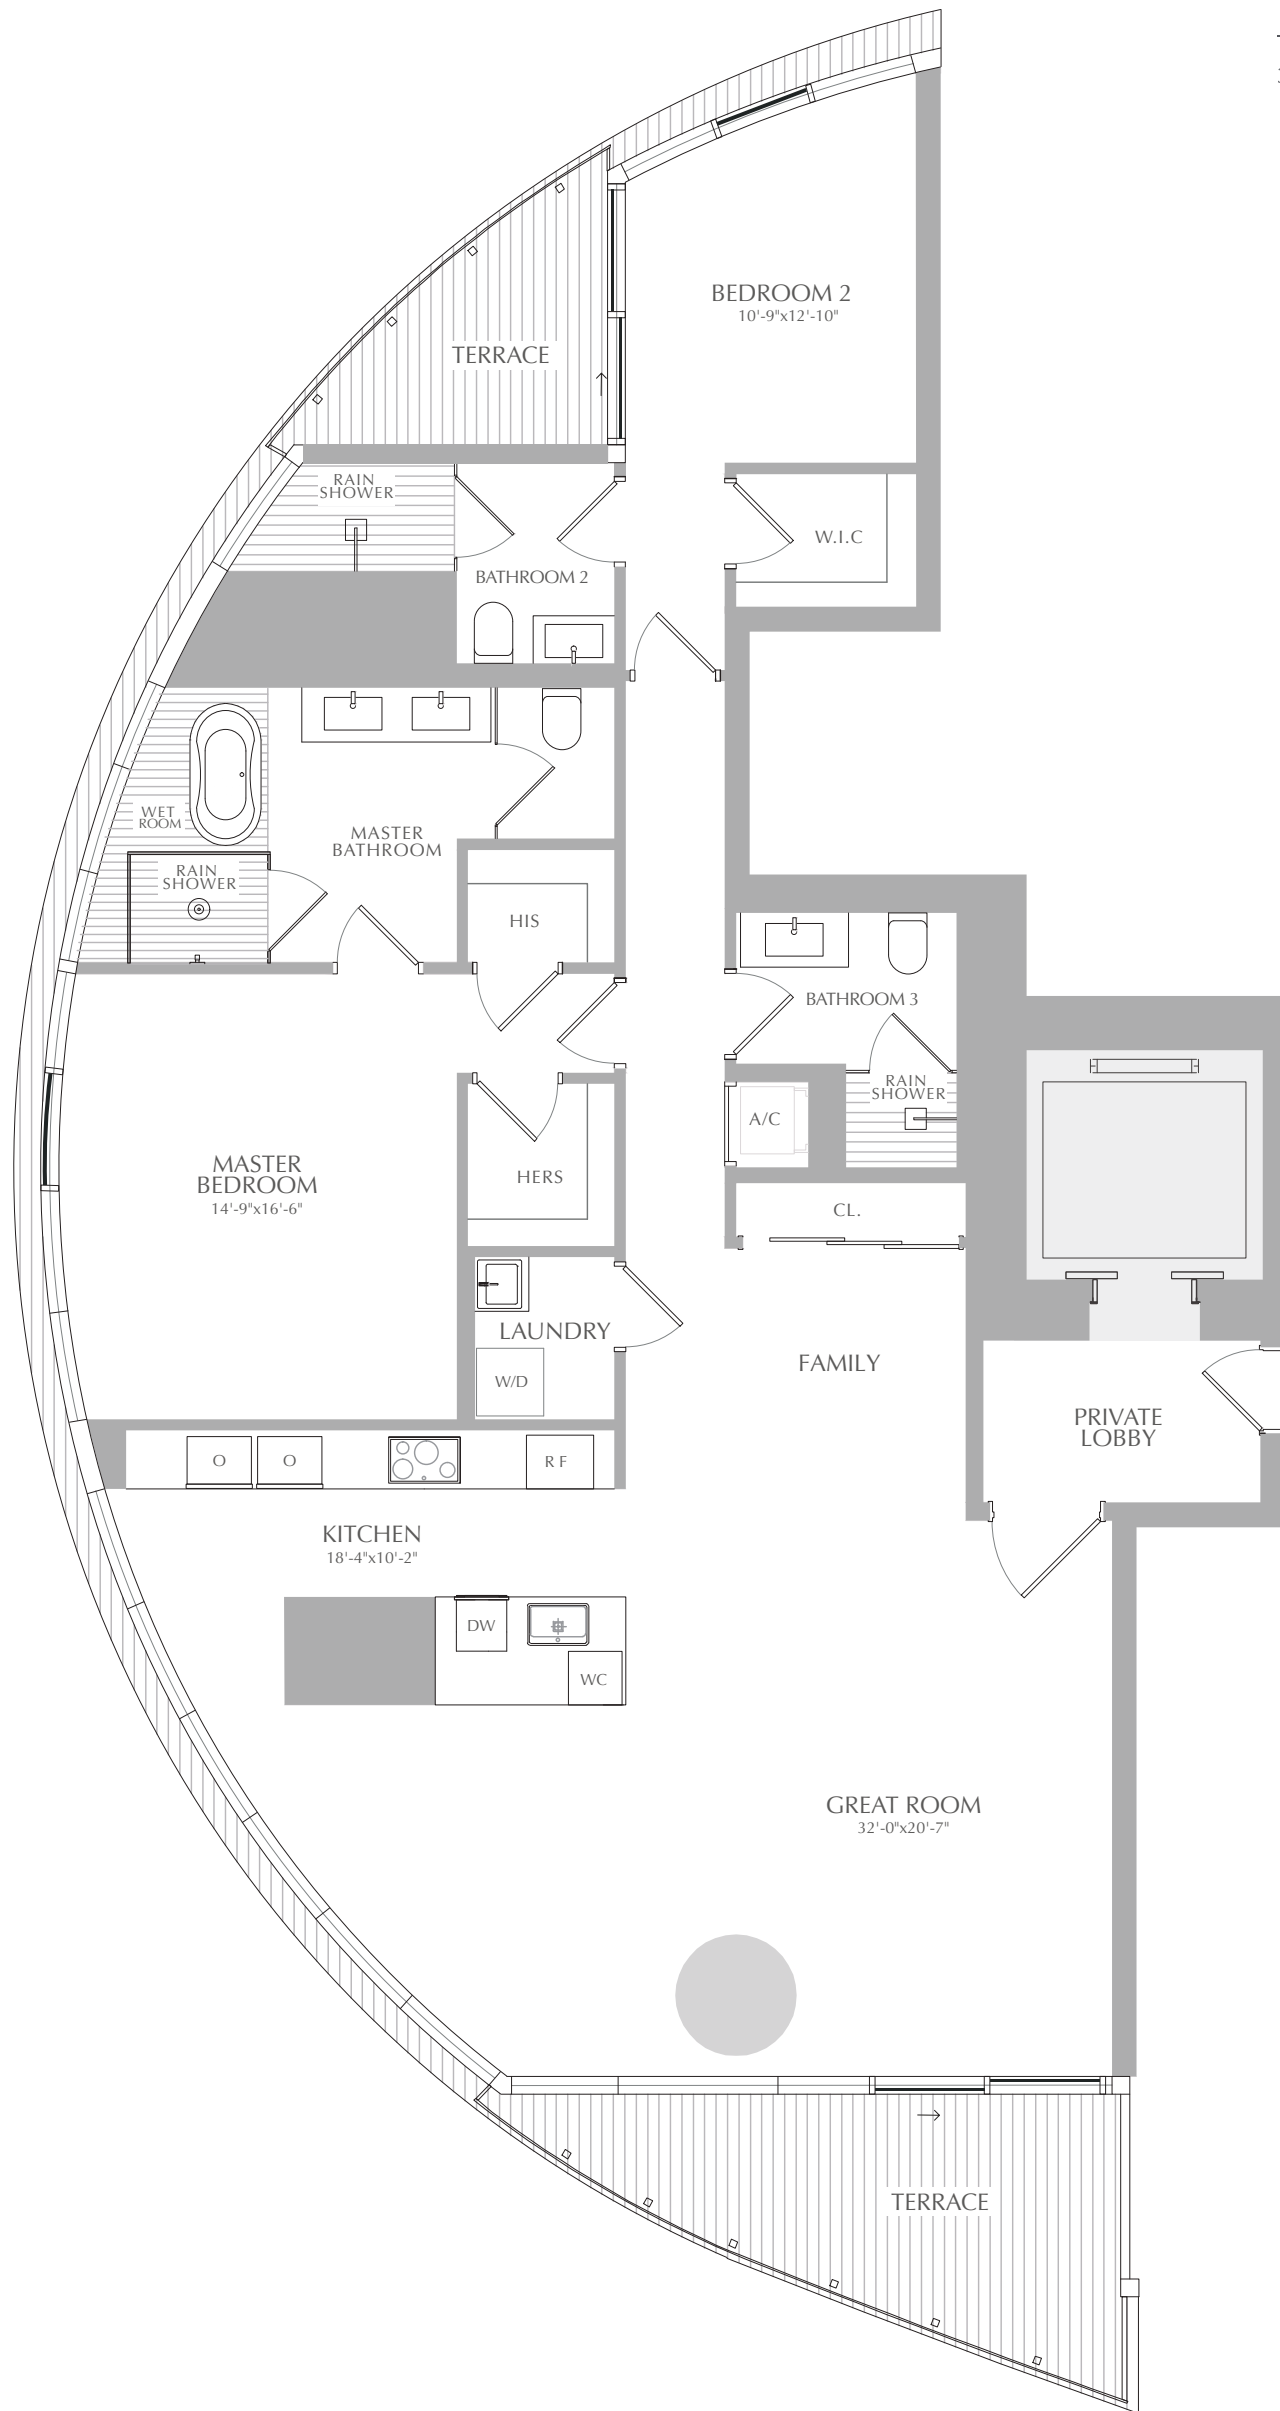 BEDROOM 2
10'-9"x12'-10"
TERRACE
RAIN
SHOWER
W.I.C
BATHROOM 2
WET
ROOM
MASTER
BATHROOM
RAIN
SHOWER
HIS
BATHROOM 3
RAIN
SHOWER
A/C
MASTER
BEDROOM
14'-9"x16'-6"
HERS
CL.
LAUNDRY
W/D
FAMILY
PRIVATE
LOBBY
O
O
R F
KITCHEN
18'-4"x10'-2"
DW
WC
GREAT ROOM
32'-0"x20'-7"
TERRACE